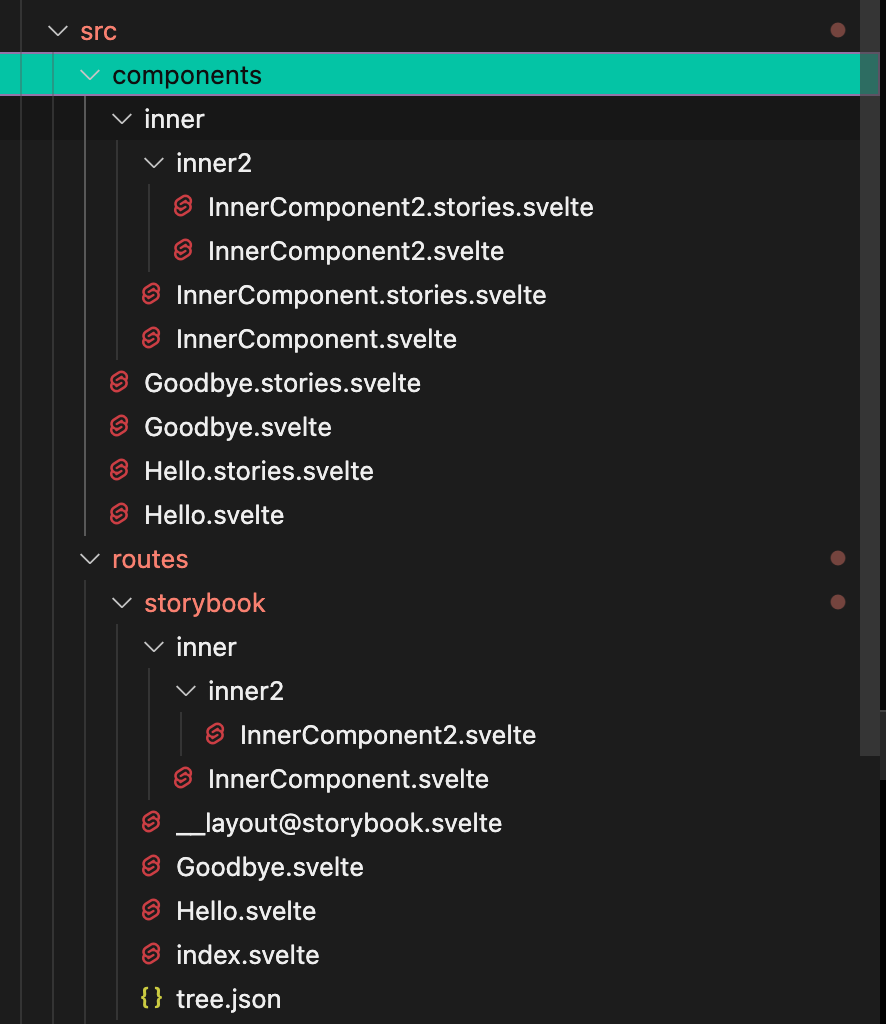 src
components
inner
inner2
InnerComponent2.stories.svelte
InnerComponent2.svelte
InnerComponent.stories.svelte
InnerComponent.svelte
Goodbye.stories.svelte
Goodbye.svelte
Hello.stories.svelte
Hello.svelte
routes
storybook
inner
inner2
InnerComponent2.svelte
InnerComponent.svelte
__layout@storybook.svelte
Goodbye.svelte
Hello.svelte
index.svelte
{} tree.json